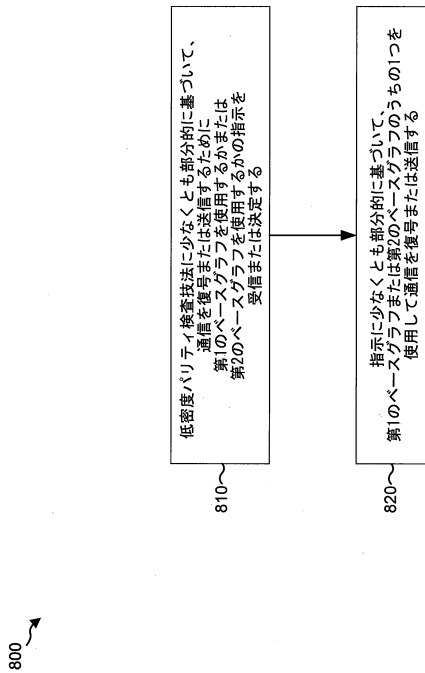 800
低密度パリティ検査技法に少なくとも部分的に基づいて、
通信を復号または送信するために
第1のベースグラフを使用するかまたは
第2のベースグラフを使用するかの指示を
受信または決定する
810
指示に少なくとも部分的に基づいて、
第1のベースグラフまたは第2のベースグラフのうちの1つを
使用して通信を復号または送信する
820